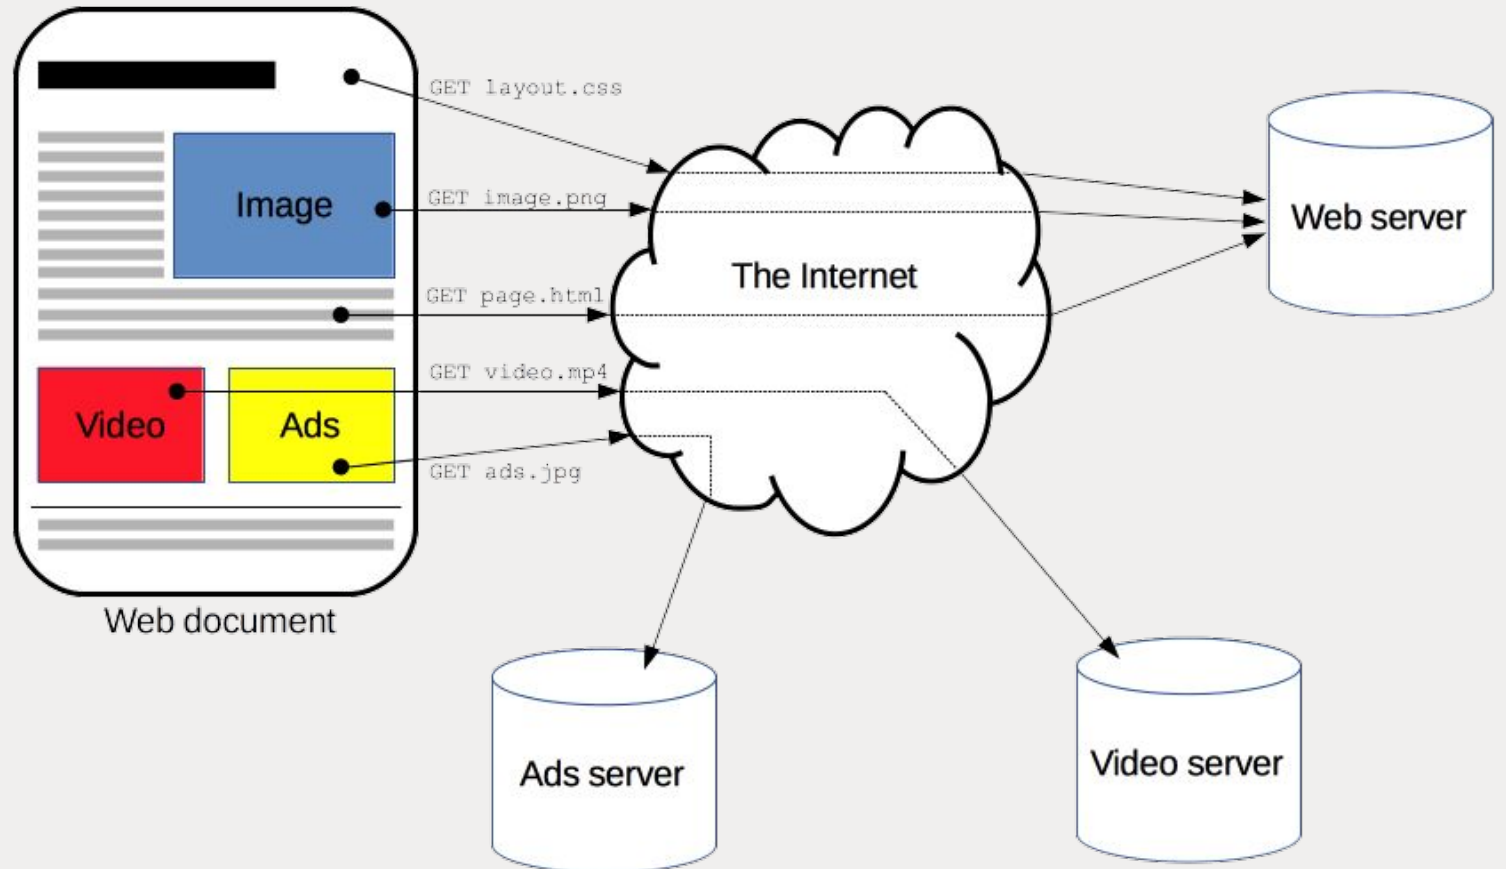 GET layout.css
Image
GET image.png
Web server
The Internet
GET page.html
GET video.mp4
Video
Ads
GET ads.jpg
Web document
Ads server
Video server